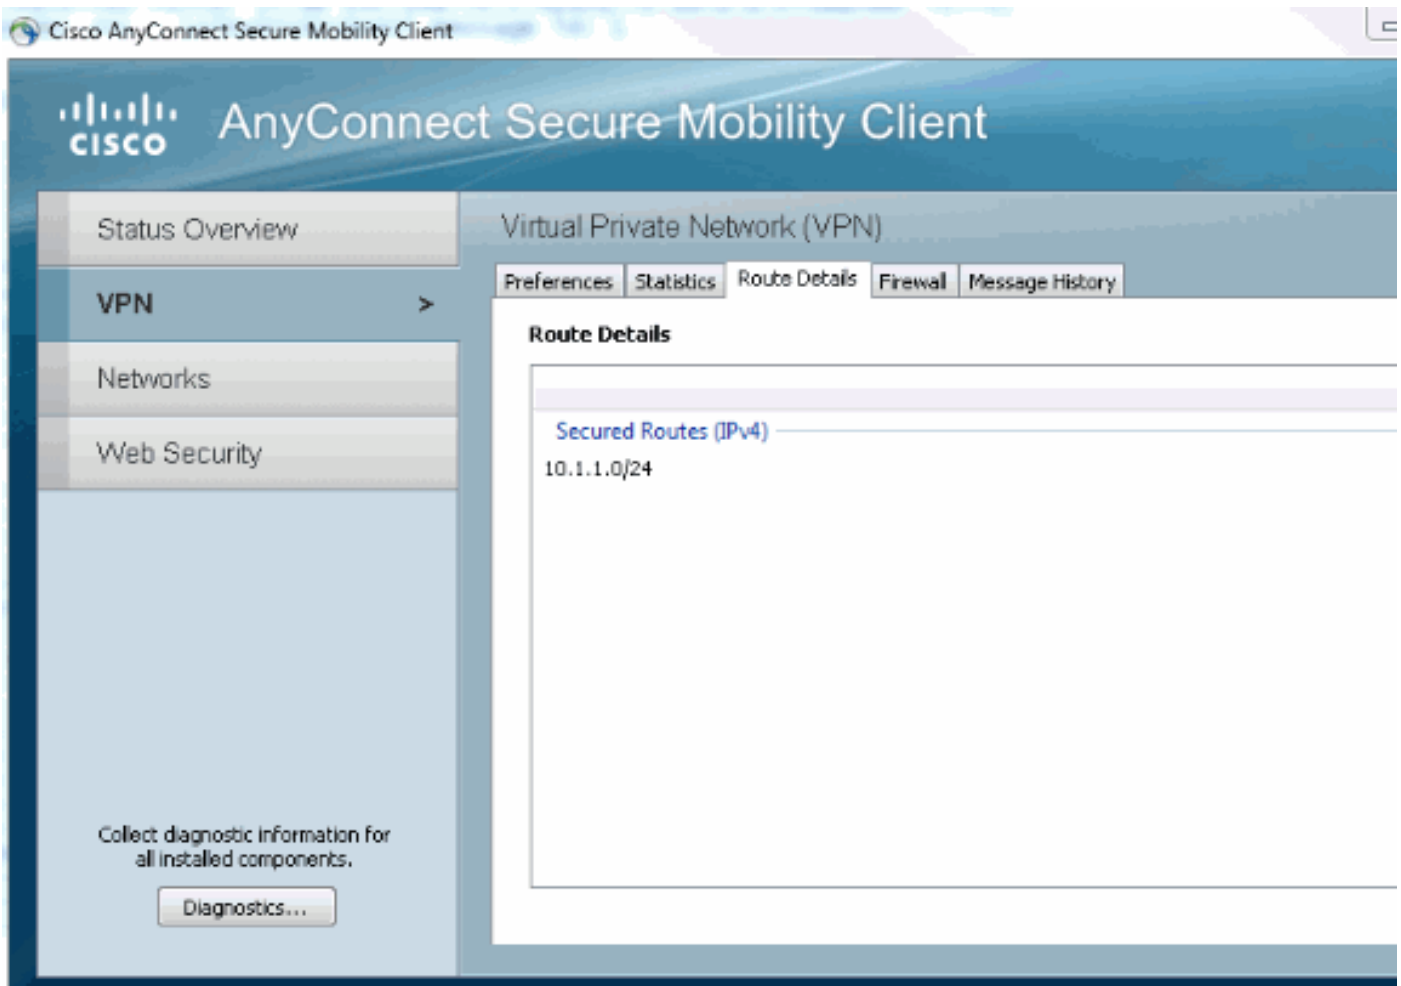 Cisco AnyConnect Secure Mobility Client
CISCO
AnyConnect Secure Mobility Client
Status Overview
VPN >
Networks
Web Security
Virtual Private Network (VPN)
Preferences Statistics Route Details Firewall Message History
Route Details
Secured Routes (IPv4)
10.1.1.0/24
Collect diagnostic information for
all installed components.
Diagnostics...